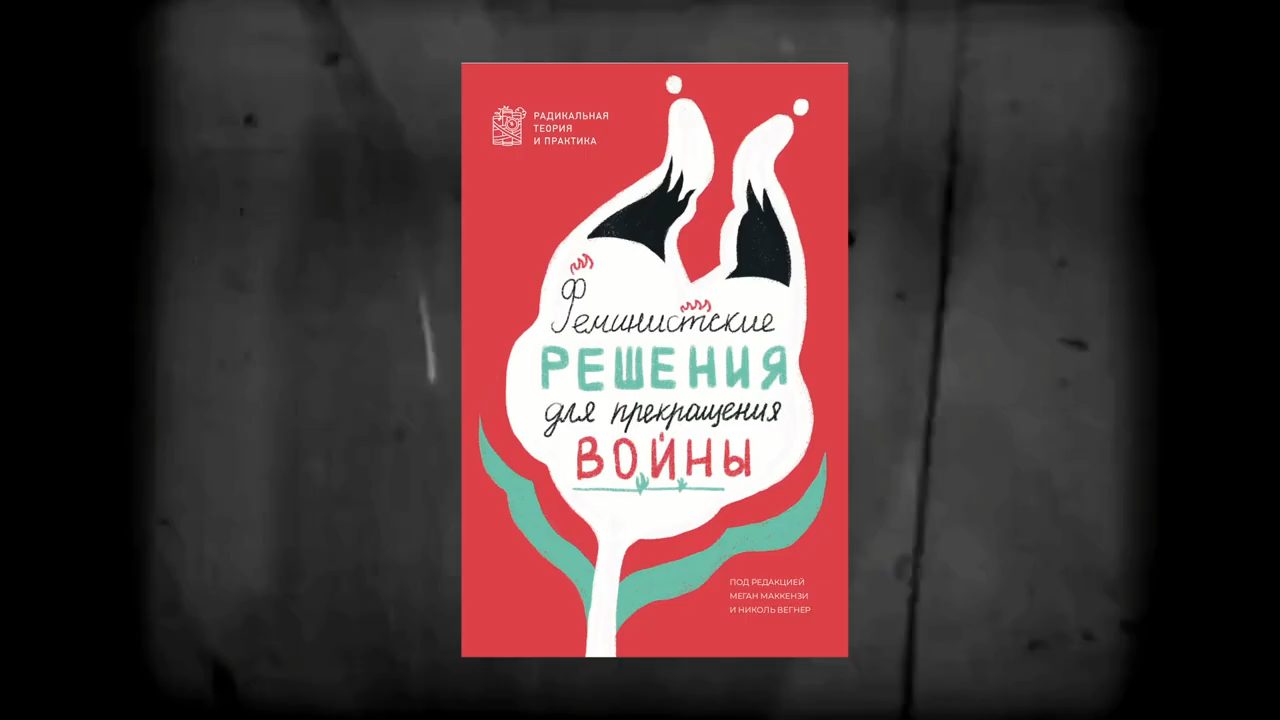 РАДИКАЛЬНАЯ
ТЕОРИЯ
И ПРАКТИКА
Феминистские
РЕШЕНИЯ
для прекращения
ВОЙНЫ
ПОД РЕДАКЦИЕЙ
МЕГАН МАККЕНЗИ
И НИКОЛЬ ВЕГНЕР